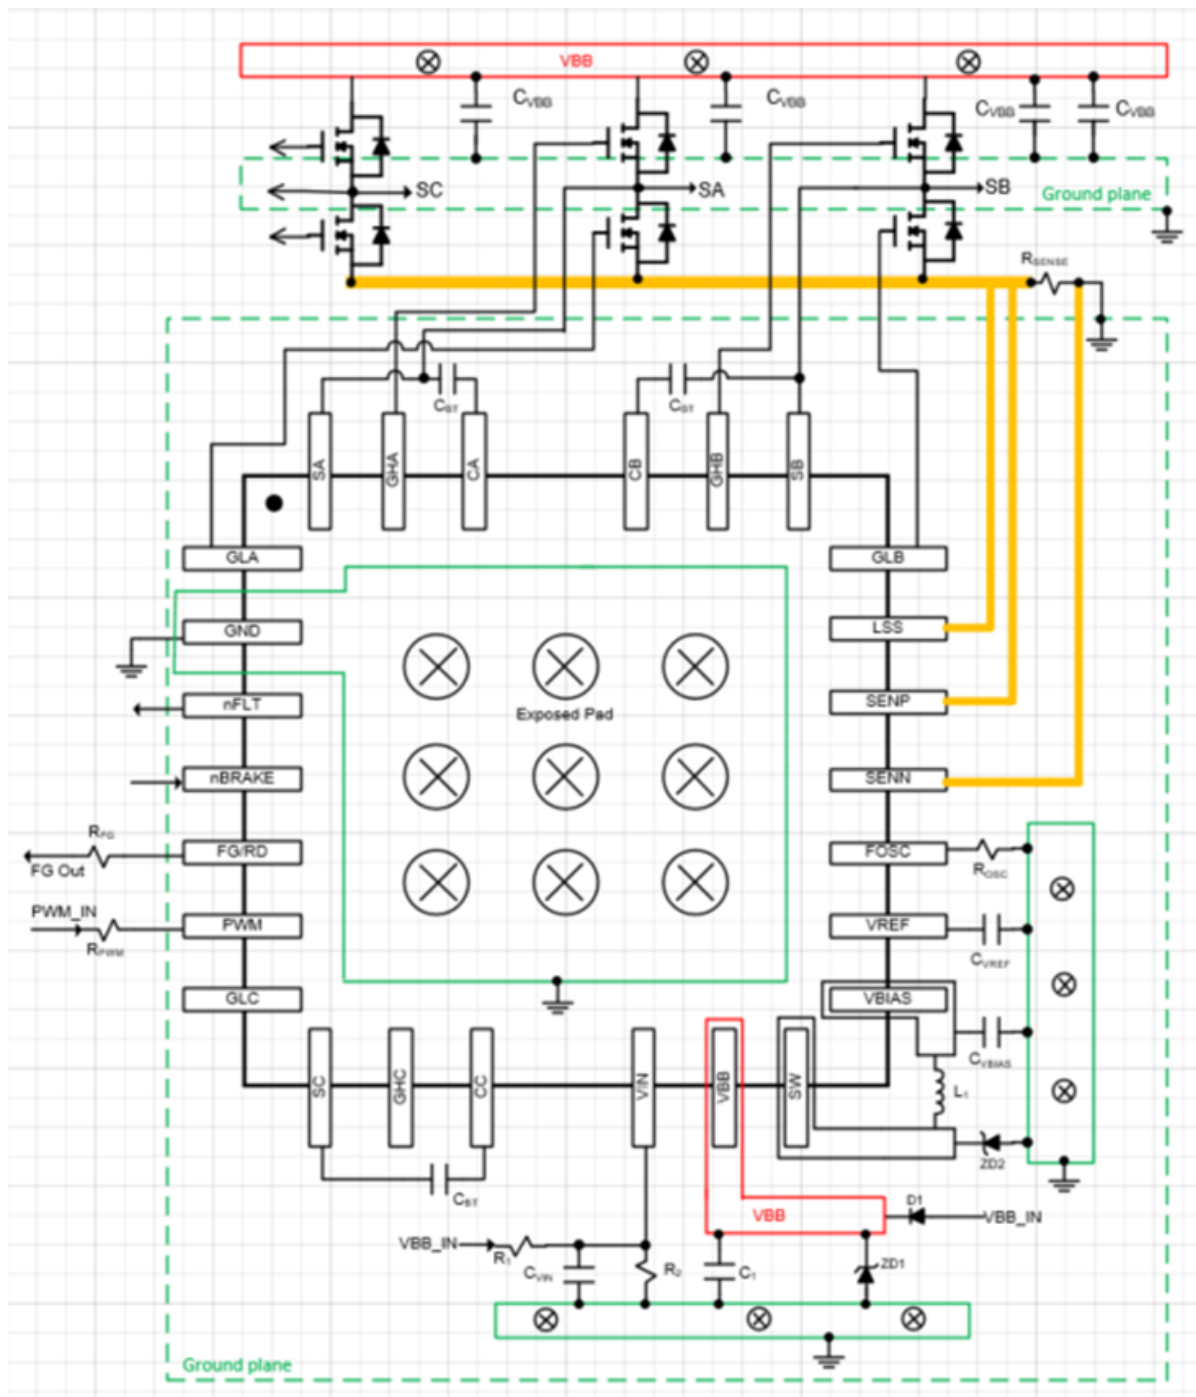 VBB
CVBB
CVBB
CVBB
CVBB
SC
SA
SB
Ground plane
RSENSE
CST
CST
SA
GHA
CA
CB
GHB
SB
GLA
GLB
GND
LSS
nFLT
SENP
Exposed Pad
nBRAKE
SENN
RFG
FG/RD
FOSC
FG Out
ROSC
PWM_IN
PWM
VREF
RPWM
CVREF
GLC
VBIAS
CVBIAS
SC
GHC
CC
VIN
VBB
SW
L1
ZD2
CST
VBB
D1
VBB_IN
VBB_IN
R1
CVIN
R2
C1
ZD1
Ground plane